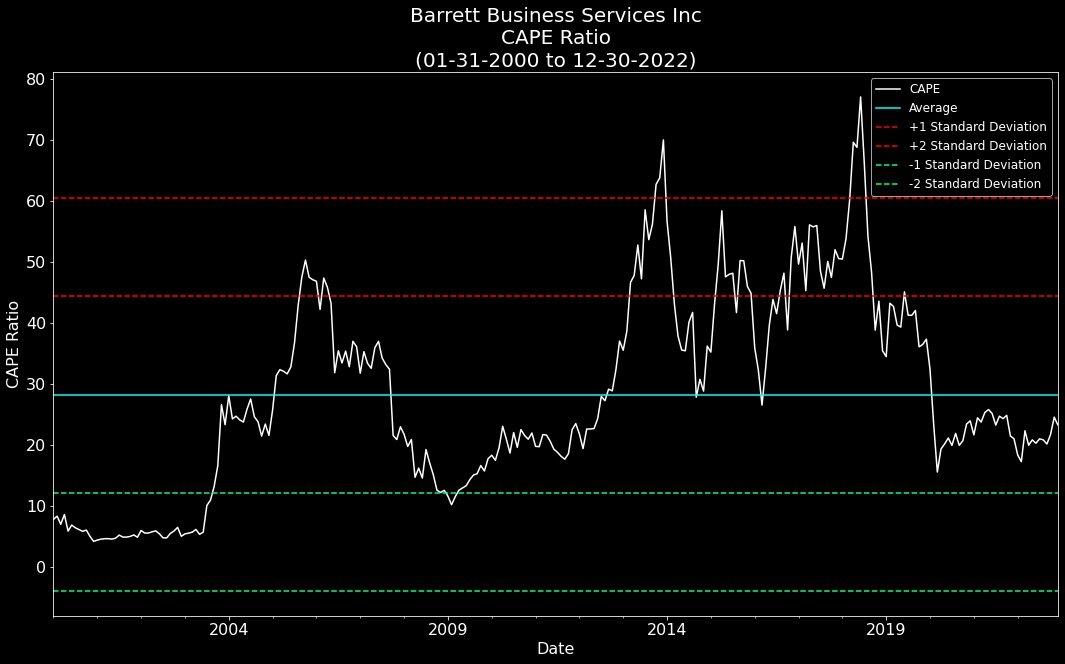 Barrett Business Services Inc
CAPE Ratio
(01-31-2000 to 12-30-2022)
CAPE
Average
+1 Standard Deviation
+2 Standard Deviation
-1 Standard Deviation
-2 Standard Deviation
80
70
60
50
40
30
20
10
0
CAPE Ratio
2004
2009
2014
2019
Date